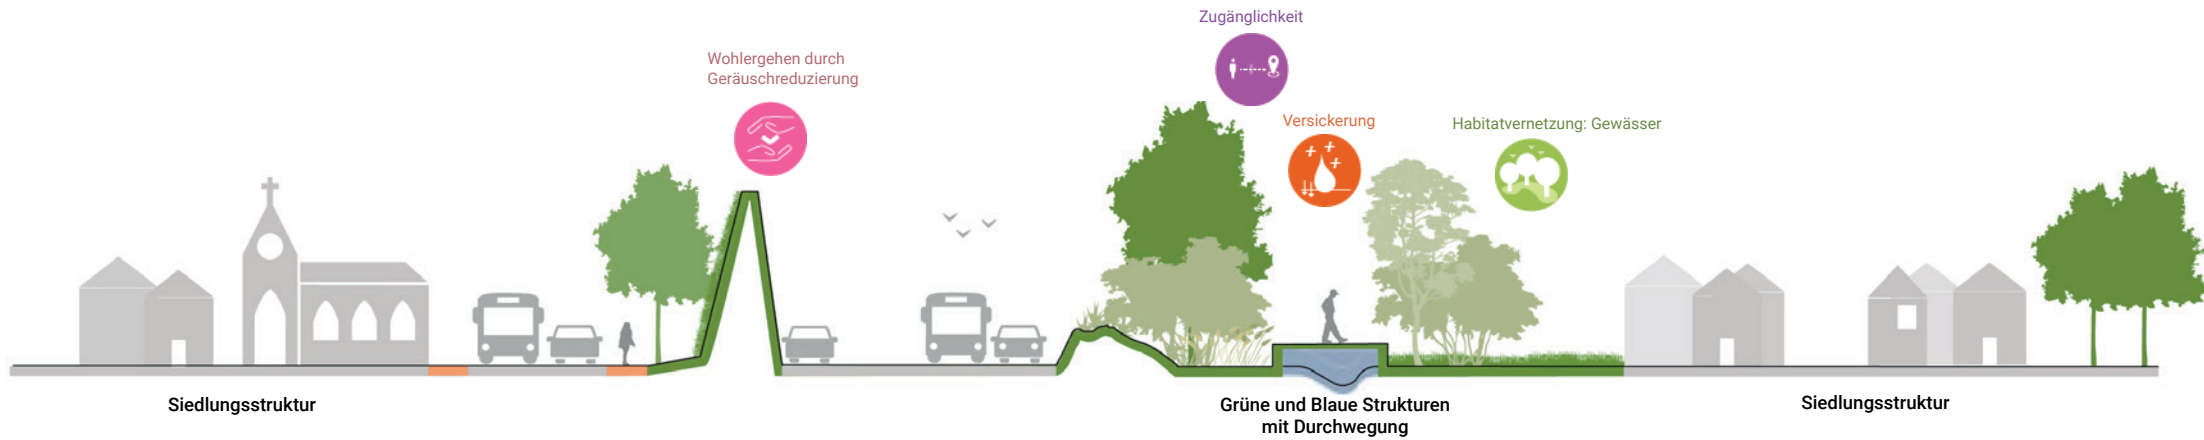 Zugänglichkeit
Wohlergehen durch
Geräuschreduzierung
Versickerung
Habitatvernetzung: Gewässer
Siedlungsstruktur
Grüne und Blaue Strukturen
mit Durchwegung
Siedlungsstruktur